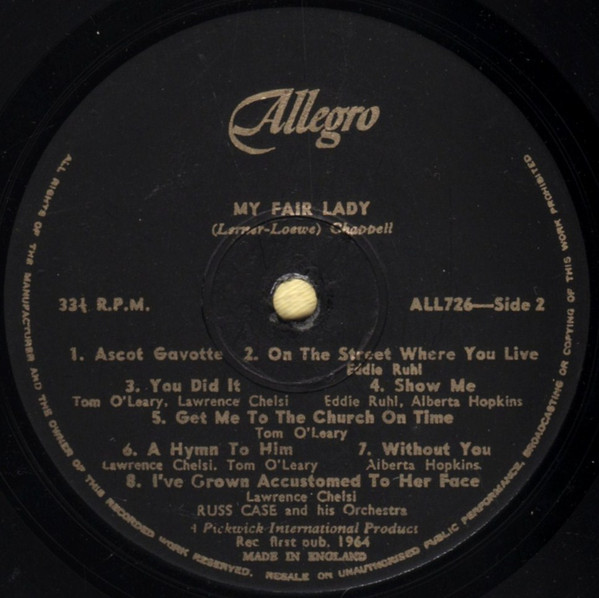 Allegro
MY FAIR LADY
(Lerner-Loewe) Chappell
33⅓ R.P.M.
ALL726—Side 2
1. Ascot Gavotte 2. On The Street Where You Live
Eddie Ruhl
3. You Did It 4. Show Me
Tom O'Leary, Lawrence Chelsi Eddie Ruhl, Alberta Hopkins
5. Get Me To The Church On Time
Tom O'Leary
6. A Hymn To Him 7. Without You
Lawrence Chelsi, Tom O'Leary Alberta Hopkins
8. I've Grown Accustomed To Her Face
Lawrence Chelsi
RUSS CASE and his Orchestra
A Pickwick International Product
Rec first pub. 1964
MADE IN ENGLAND
ALL RIGHTS OF THE MANUFACTURER AND THE OWNER OF THIS RECORDED WORK RESERVED. RESALE OR UNAUTHORISED PUBLIC PERFORMANCE, BROADCASTING OR COPYING OF THIS WORK PROHIBITED